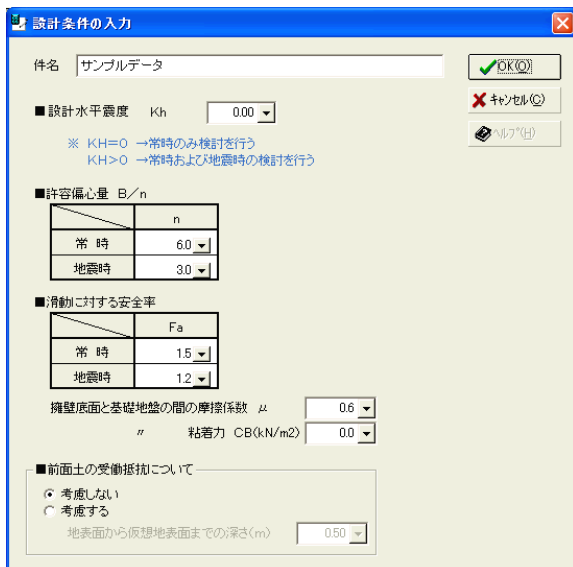 設計条件の入力
件名 サンプルデータ
OK(O)
キャンセル(C)
ヘルプ(H)
■設計水平震度 Kh 0.00
※ KH=0 →常時のみ検討を行う
KH>0 →常時および地震時の検討を行う
■許容偏心量 B/n
n
常 時 6.0
地震時 3.0
■滑動に対する安全率
Fa
常 時 1.5
地震時 1.2
擁壁底面と基礎地盤の間の摩擦係数 μ 0.6
〃 粘着力 CB(kN/m2) 0.0
■前面土の受働抵抗について
考慮しない
考慮する
地表面から仮想地表面までの深さ(m) 0.50